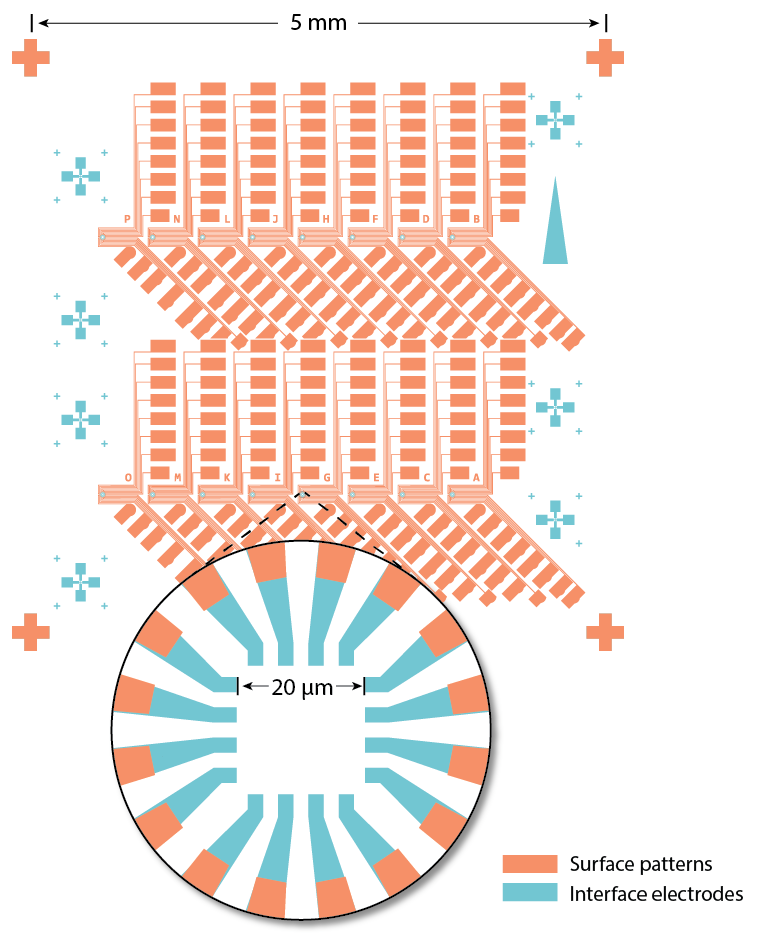 5 mm
P N L J H F D B
O M K I G E C A
20 µm
Surface patterns
Interface electrodes